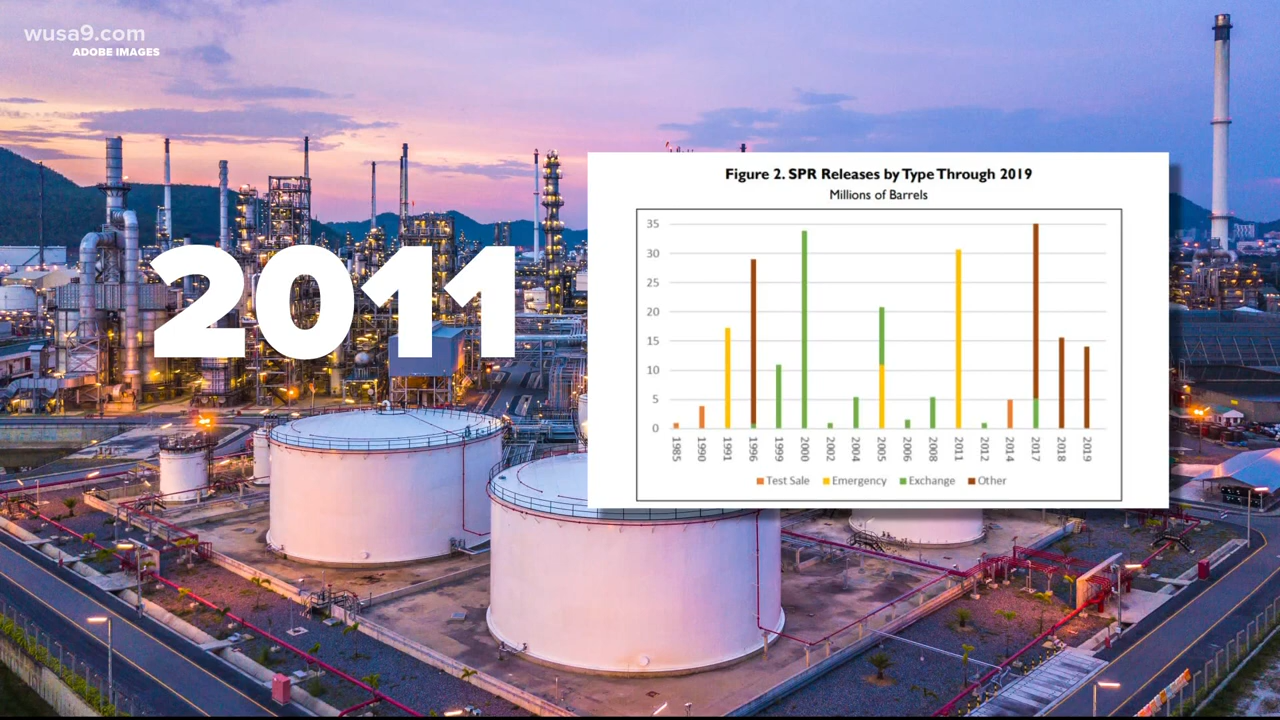 wusa9.com
ADOBE IMAGES
2011
Figure 2. SPR Releases by Type Through 2019
Millions of Barrels
35
30
25
20
15
10
5
0
1985 1990 1991 1996 1999 2000 2002 2004 2005 2006 2008 2011 2012 2014 2017 2018 2019
Test Sale Emergency Exchange Other